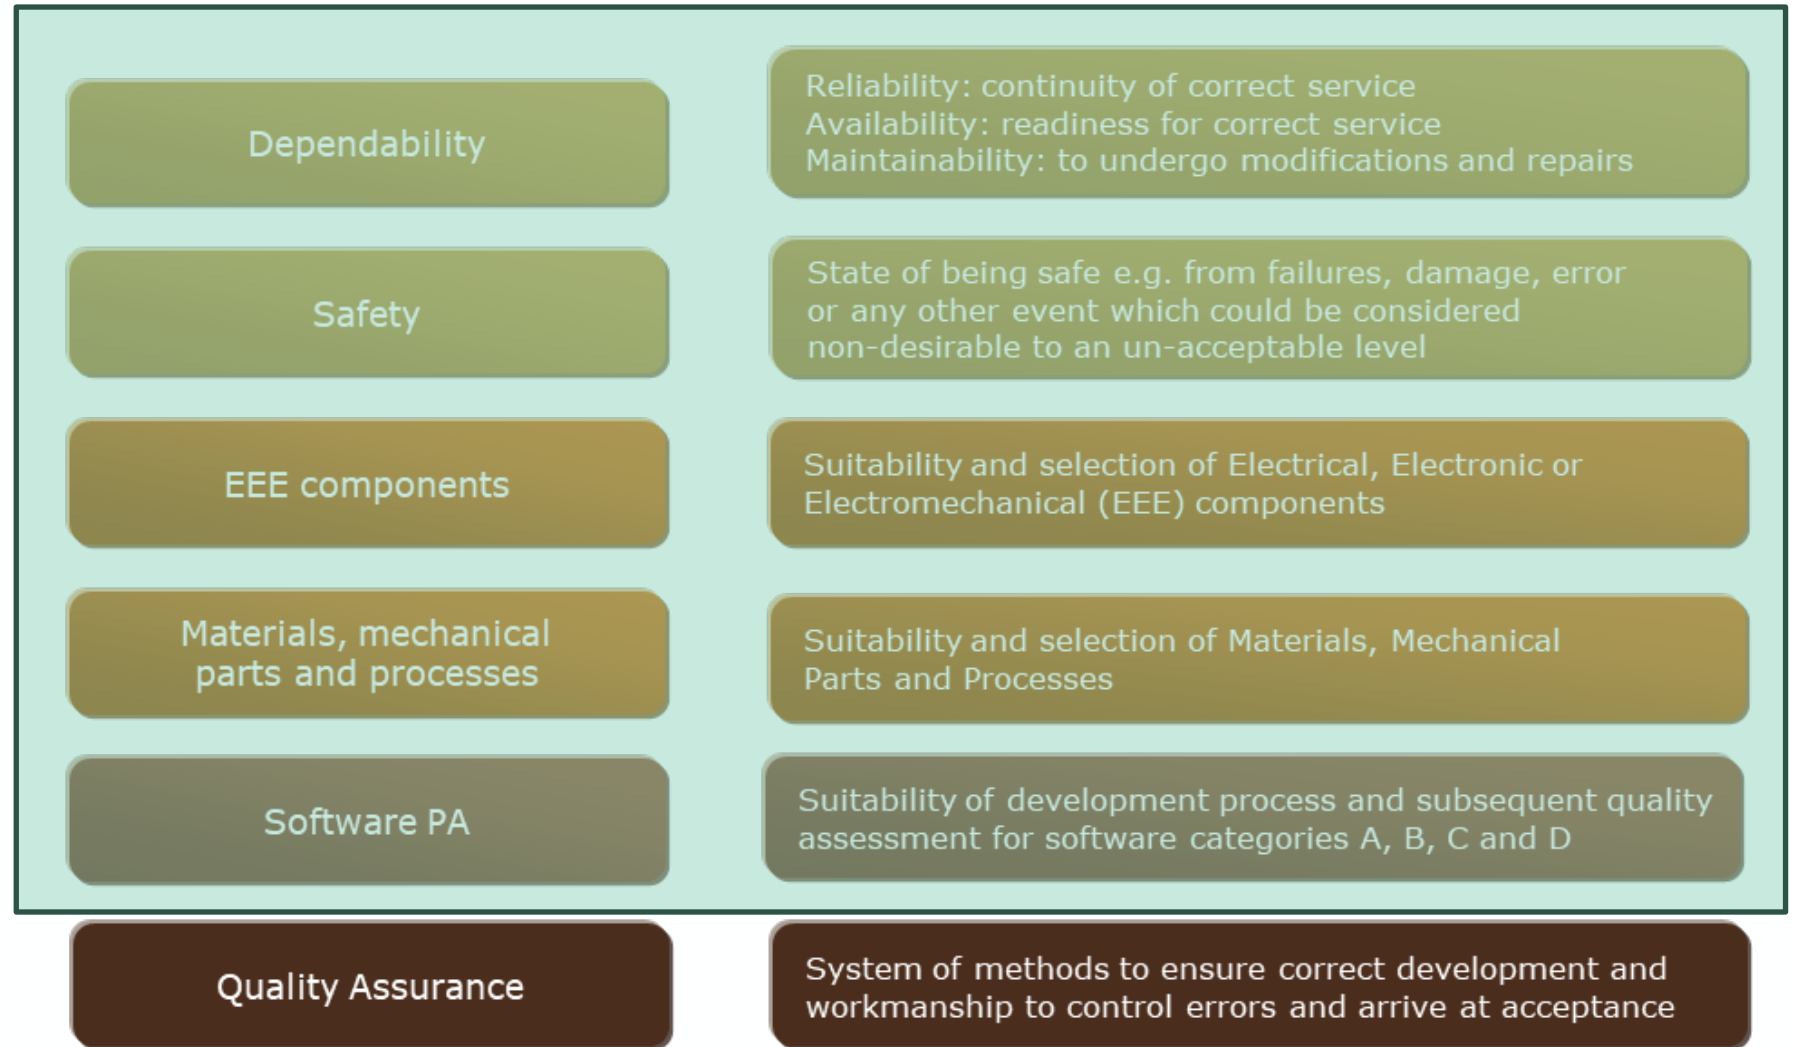 Dependability
Reliability: continuity of correct service
Availability: readiness for correct service
Maintainability: to undergo modifications and repairs
Safety
State of being safe e.g. from failures, damage, error
or any other event which could be considered
non-desirable to an un-acceptable level
EEE components
Suitability and selection of Electrical, Electronic or
Electromechanical (EEE) components
Materials, mechanical
parts and processes
Suitability and selection of Materials, Mechanical
Parts and Processes
Software PA
Suitability of development process and subsequent quality
assessment for software categories A, B, C and D
Quality Assurance
System of methods to ensure correct development and
workmanship to control errors and arrive at acceptance